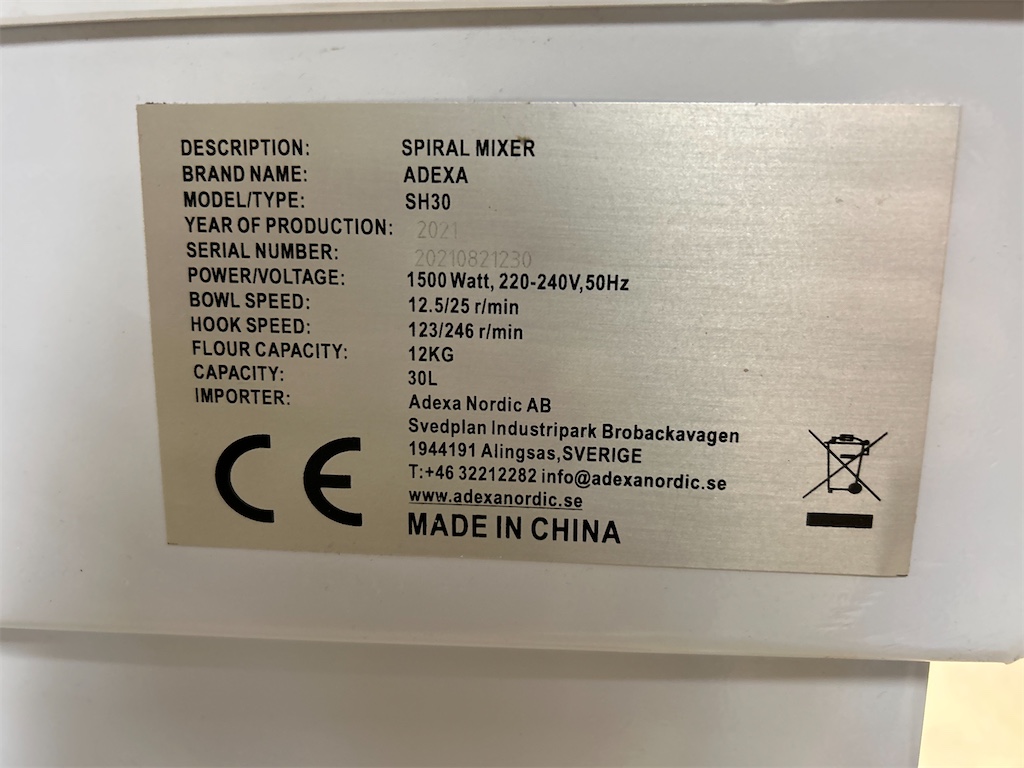 DESCRIPTION: SPIRAL MIXER
BRAND NAME: ADEXA
MODEL/TYPE: SH30
YEAR OF PRODUCTION: 2021
SERIAL NUMBER: 20210821230
POWER/VOLTAGE: 1500 Watt, 220-240V,50Hz
BOWL SPEED: 12.5/25 r/min
HOOK SPEED: 123/246 r/min
FLOUR CAPACITY: 12KG
CAPACITY: 30L
IMPORTER: Adexa Nordic AB
Svedplan Industripark Brobackavagen
1944191 Alingsas,SVERIGE
T:+46 32212282 info@adexanordic.se
www.adexanordic.se
MADE IN CHINA
CE